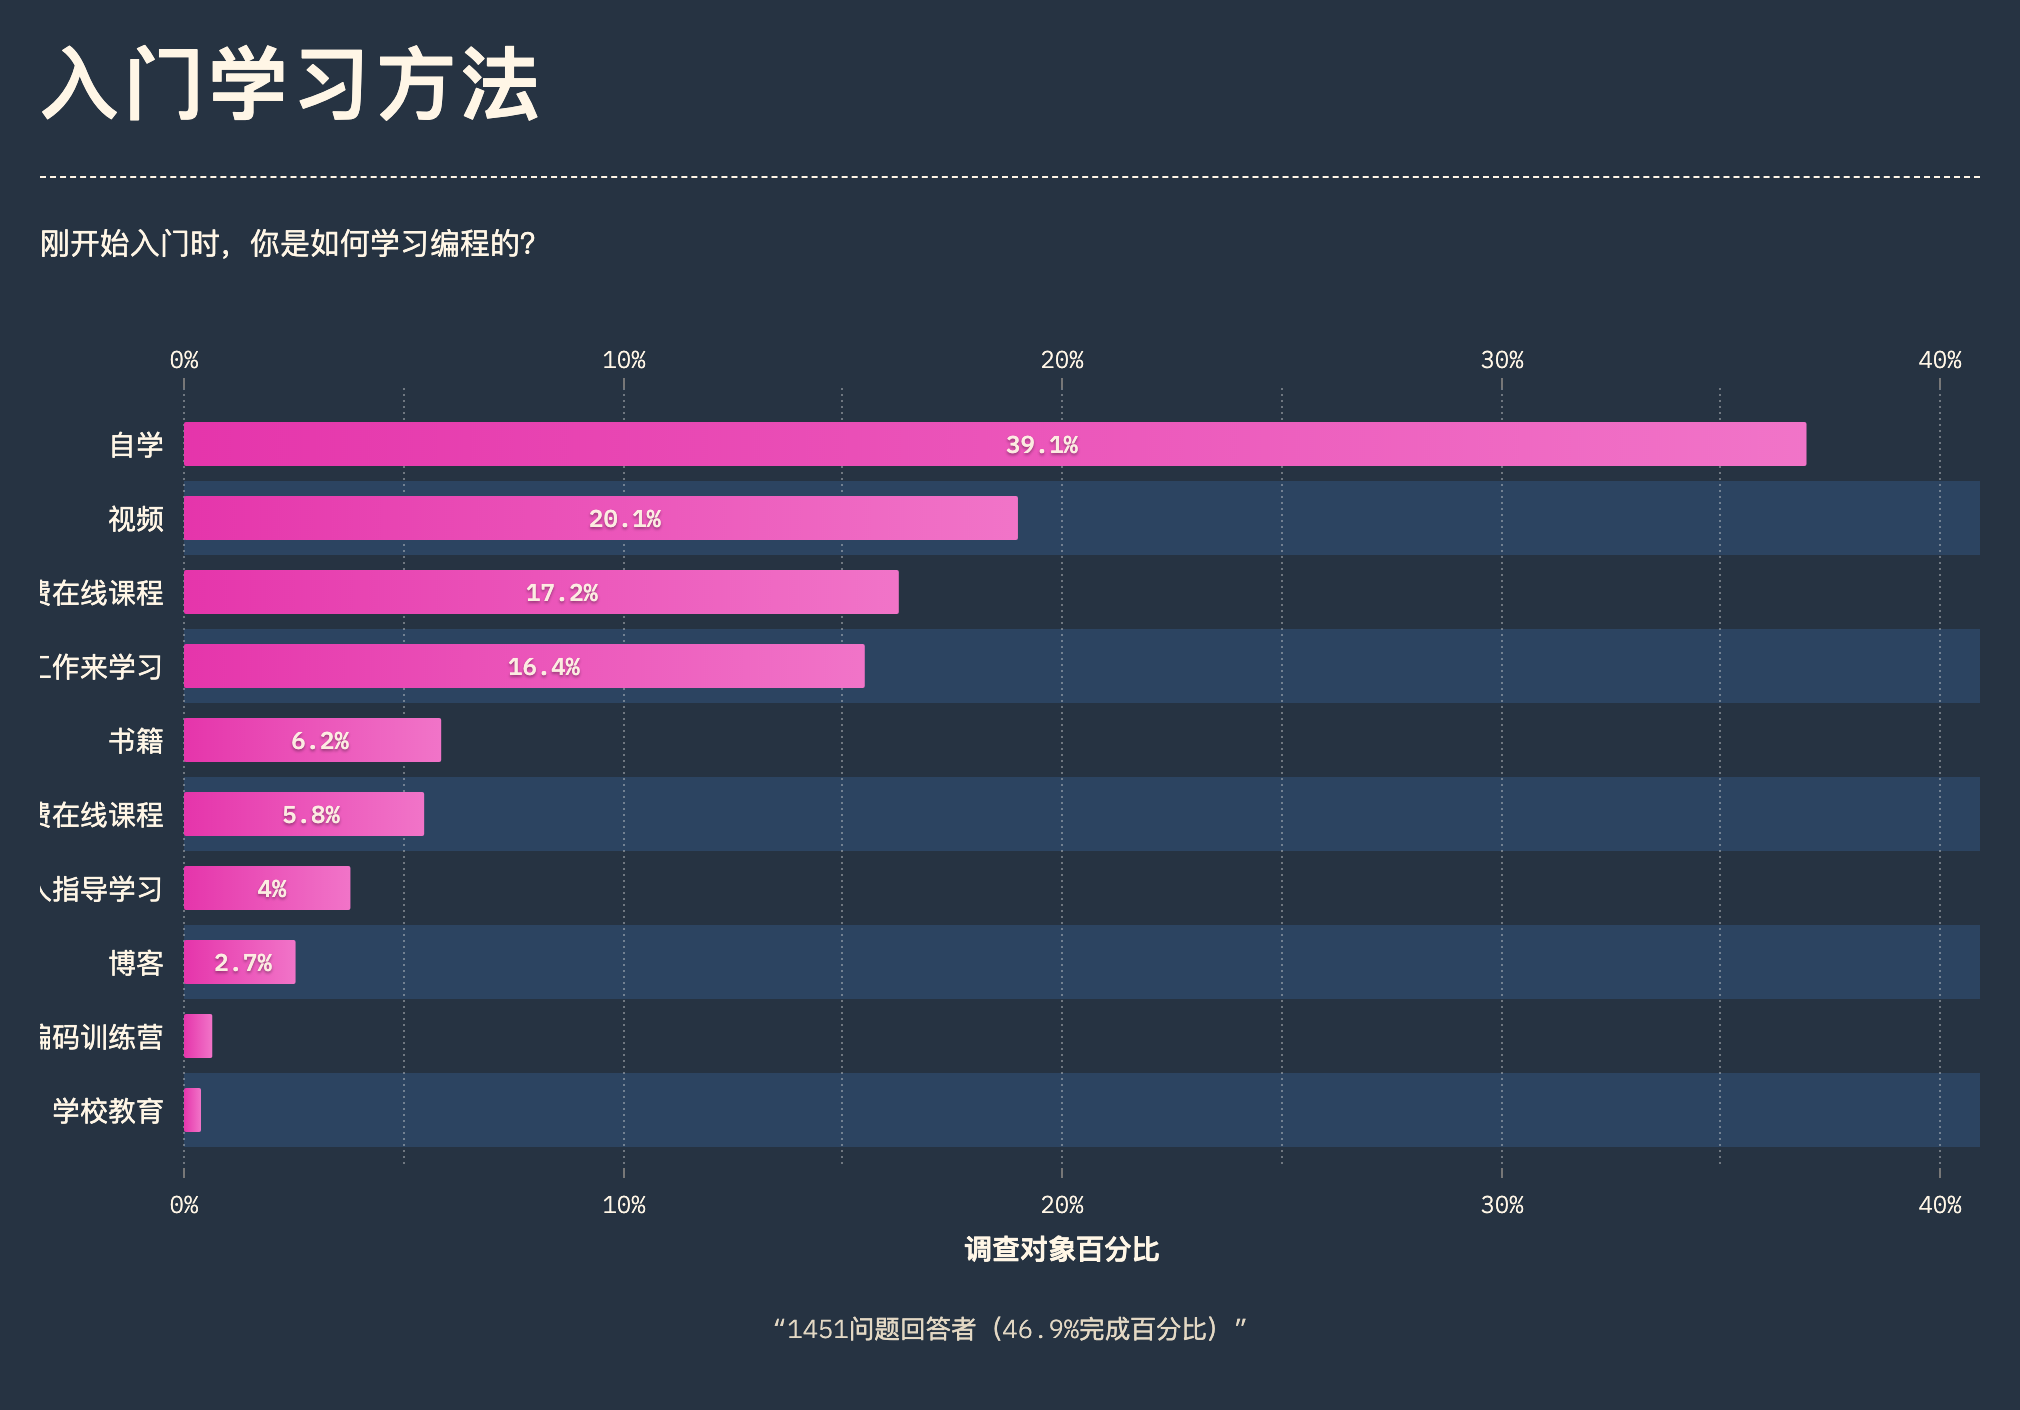 入门学习方法
刚开始入门时，你是如何学习编程的？
0% 10% 20% 30% 40%
自学 39.1%
视频 20.1%
费在线课程 17.2%
工作来学习 16.4%
书籍 6.2%
费在线课程 5.8%
人指导学习 4%
博客 2.7%
编码训练营
学校教育
0% 10% 20% 30% 40%
调查对象百分比
“1451问题回答者（46.9%完成百分比）”